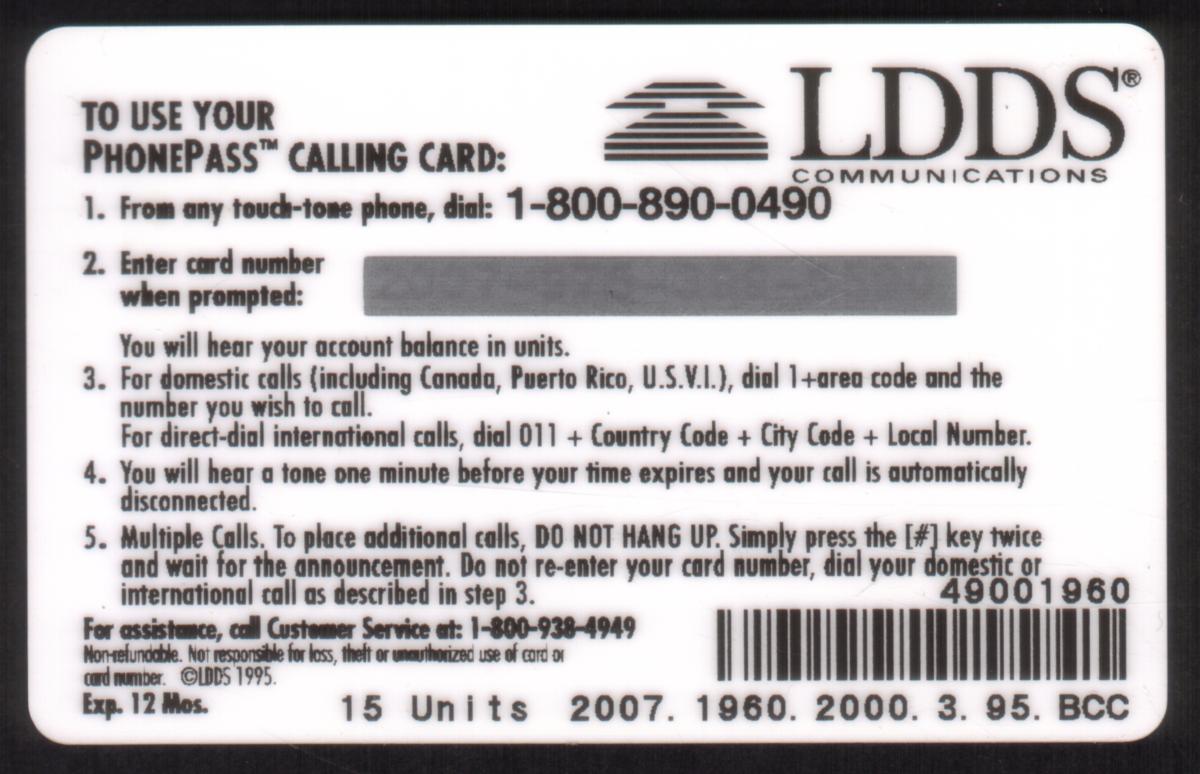 LDDS®
COMMUNICATIONS
TO USE YOUR
PHONEPASS™ CALLING CARD:
1. From any touch-tone phone, dial: 1-800-890-0490
2. Enter card number
when prompted:
You will hear your account balance in units.
3. For domestic calls (including Canada, Puerto Rico, U.S.V.I.), dial 1+area code and the
number you wish to call.
For direct-dial international calls, dial 011 + Country Code + City Code + Local Number.
4. You will hear a tone one minute before your time expires and your call is automatically
disconnected.
5. Multiple Calls. To place additional calls, DO NOT HANG UP. Simply press the [#] key twice
and wait for the announcement. Do not re-enter your card number, dial your domestic or
international call as described in step 3.
49001960
For assistance, call Customer Service at: 1-800-938-4949
Non-refundable. Not responsible for loss, theft or unauthorized use of card or
card number. ©LDDS 1995.
Exp. 12 Mos.
15 Units 2007. 1960. 2000. 3. 95. BCC